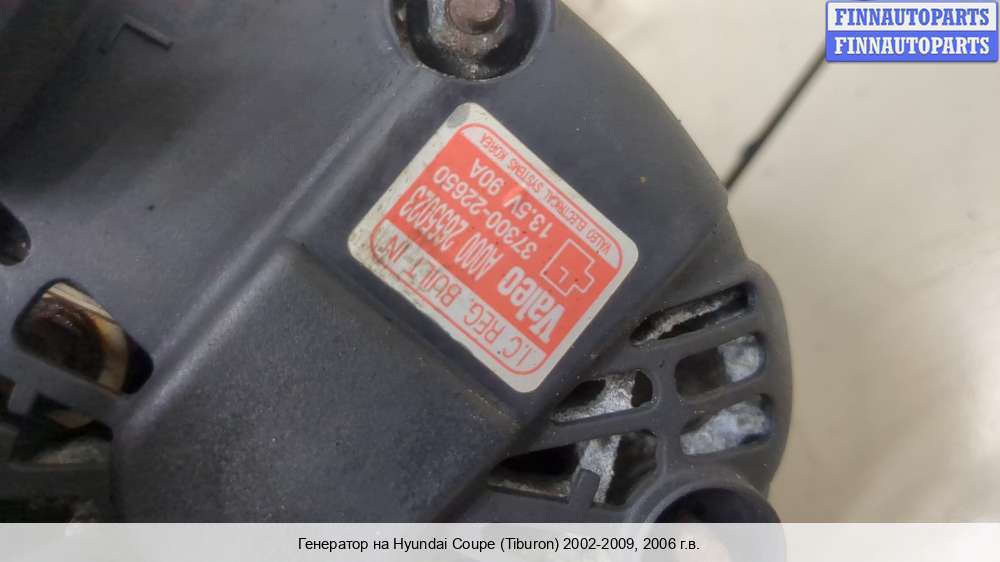 FINNAUTOPARTS
FINNAUTOPARTS
I.C REG. BUILT-IN
Valeo A000 2655023
37300-22650
13.5V 90A
VALEO ELECTRICAL SYSTEMS KOREA
Генератор на Hyundai Coupe (Tiburon) 2002-2009, 2006 г.в.